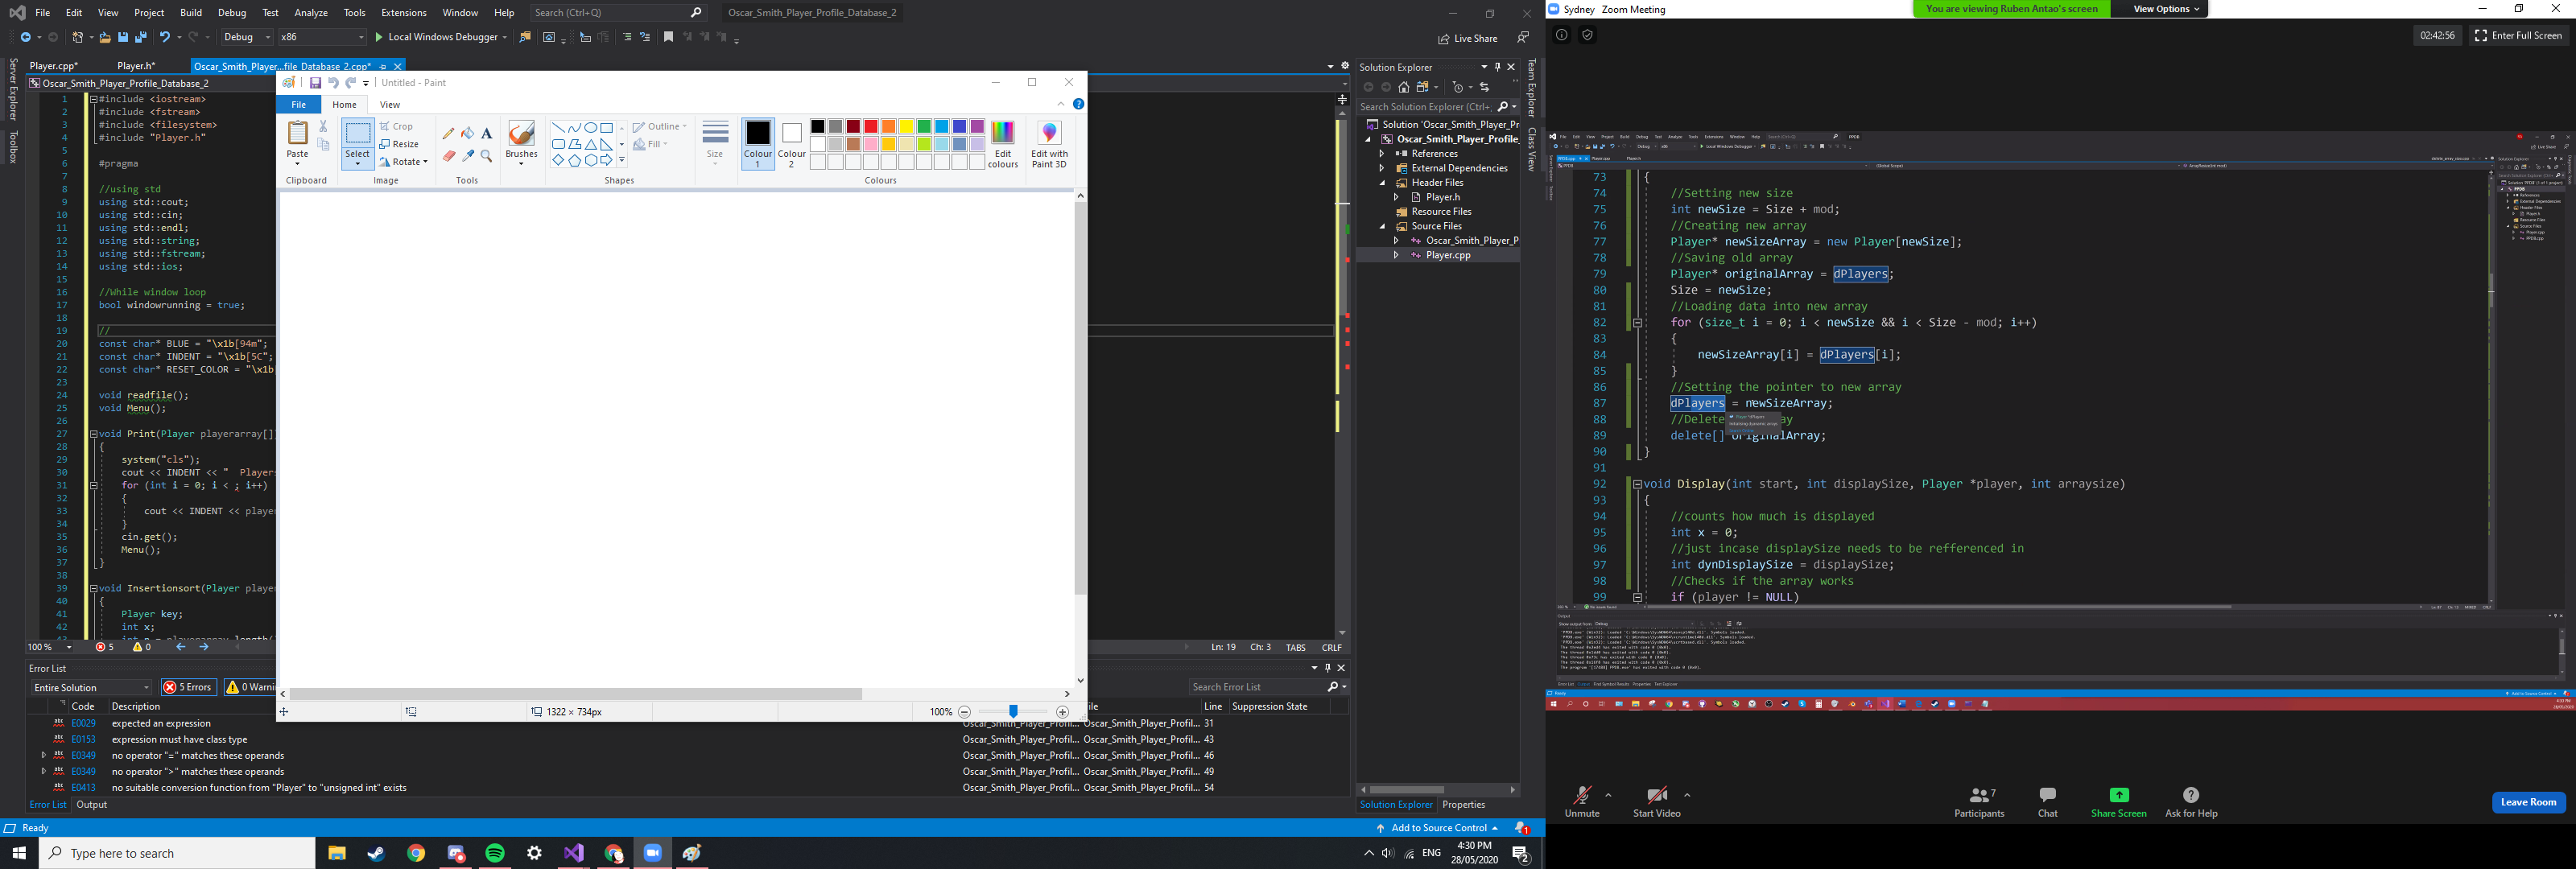 File Edit View Project Build Debug Test Analyze Tools Extensions Window Help Search (Ctrl+Q) Oscar_Smith_Player_Profile_Database_2
Debug x86 Local Windows Debugger Live Share
Player.cpp* Player.h* Oscar_Smith_Player...file_Database_2.cpp*
Oscar_Smith_Player_Profile_Database_2
Server Explorer
Toolbox
1 #include <iostream>
2 #include <fstream>
3 #include <filesystem>
4 #include "Player.h"
5
6 #pragma
7
8 //using std
9 using std::cout;
10 using std::cin;
11 using std::endl;
12 using std::string;
13 using std::fstream;
14 using std::ios;
15
16 //While window loop
17 bool windowrunning = true;
18
19 //
20 const char* BLUE = "\x1b[94m";
21 const char* INDENT = "\x1b[5C";
22 const char* RESET_COLOR = "\x1b
23
24 void readfile();
25 void Menu();
26
27 void Print(Player playerarray[]
28 {
29 system("cls");
30 cout << INDENT << " Player
31 for (int i = 0; i < ; i++)
32 {
33 cout << INDENT << player
34 }
35 cin.get();
36 Menu();
37 }
38
39 void Insertionsort(Player player
40 {
41 Player key;
42 int x;
100 % 5 0 Ln: 19 Ch: 3 TABS CRLF
Untitled - Paint
File Home View
Paste Select Crop Resize Rotate Brushes Outline Fill Size Colour 1 Colour 2 Edit colours Edit with Paint 3D
Clipboard Image Tools Shapes Colours
1322 × 734px 100%
Error List
Entire Solution 5 Errors 0 Warni Search Error List
Code Description Line Suppression State
E0029 expected an expression Oscar_Smith_Player_Profil... Oscar_Smith_Player_Profil... 31
E0153 expression must have class type Oscar_Smith_Player_Profil... Oscar_Smith_Player_Profil... 43
E0349 no operator "=" matches these operands Oscar_Smith_Player_Profil... Oscar_Smith_Player_Profil... 46
E0349 no operator ">" matches these operands Oscar_Smith_Player_Profil... Oscar_Smith_Player_Profil... 49
E0413 no suitable conversion function from "Player" to "unsigned int" exists Oscar_Smith_Player_Profil... Oscar_Smith_Player_Profil... 54
Error List Output
Solution Explorer
Search Solution Explorer (Ctrl+;
Solution 'Oscar_Smith_Player_Pr
Oscar_Smith_Player_Profile_
References
External Dependencies
Header Files
Player.h
Resource Files
Source Files
Oscar_Smith_Player_P
Player.cpp
Solution Explorer Properties
Team Explorer
Class View
Ready Add to Source Control 1
Type here to search ENG 4:30 PM
28/05/2020 2
Sydney Zoom Meeting You are viewing Ruben Antao's screen View Options
02:42:56 Enter Full Screen
73 {
74 //Setting new size
75 int newSize = Size + mod;
76 //Creating new array
77 Player* newSizeArray = new Player[newSize];
78 //Saving old array
79 Player* originalArray = dPlayers;
80 Size = newSize;
81 //Loading data into new array
82 for (size_t i = 0; i < newSize && i < Size - mod; i++)
83 {
84 newSizeArray[i] = dPlayers[i];
85 }
86 //Setting the pointer to new array
87 dPlayers = newSizeArray;
88 //Delete ay
89 delete[] originalArray;
90 }
91
92 void Display(int start, int displaySize, Player *player, int arraysize)
93 {
94 //counts how much is displayed
95 int x = 0;
96 //just incase displaySize needs to be refferenced in
97 int dynDisplaySize = displaySize;
98 //Checks if the array works
99 if (player != NULL)
Unmute Start Video Participants 7 Chat Share Screen Ask for Help Leave Room